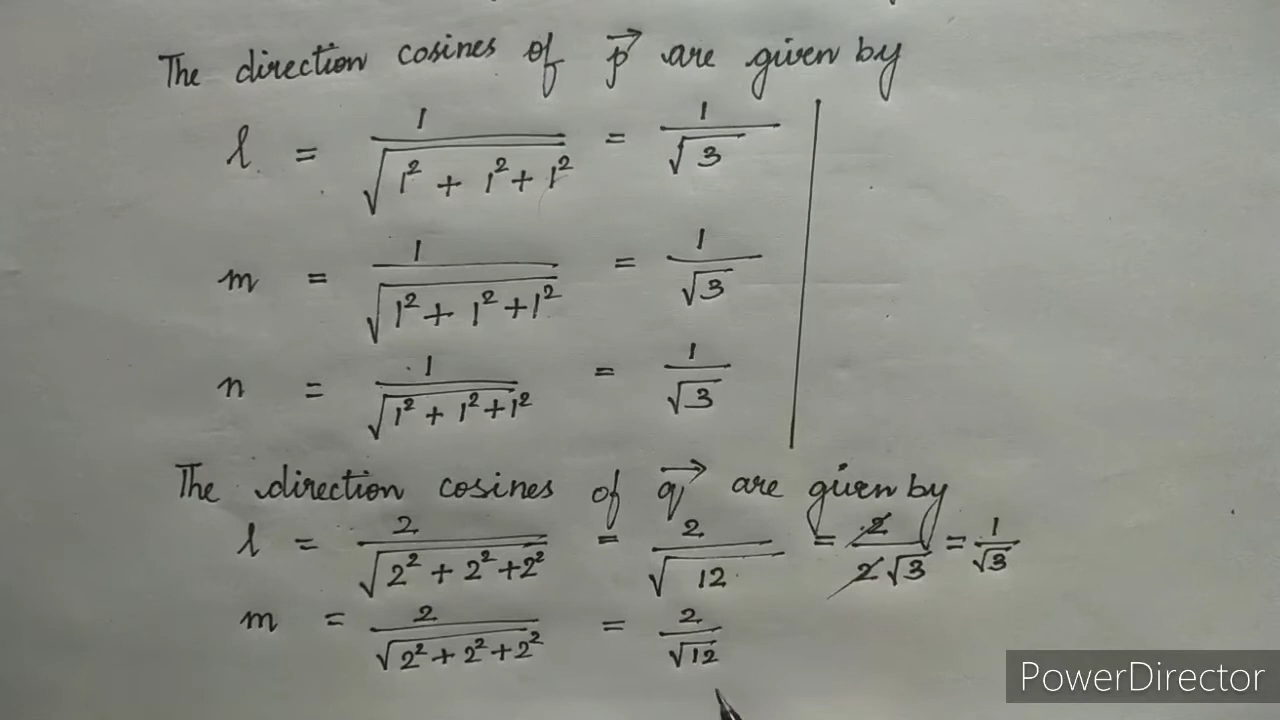 The direction cosines of p⃗ are given by
l = 1/√(1² + 1² + 1²) = 1/√3
m = 1/√(1² + 1² + 1²) = 1/√3
n = 1/√(1² + 1² + 1²) = 1/√3
The direction cosines of q⃗ are given by
l = 2/√(2² + 2² + 2²) = 2/√12 = 2/2√3 = 1/√3
m = 2/√(2² + 2² + 2²) = 2/√12
PowerDirector